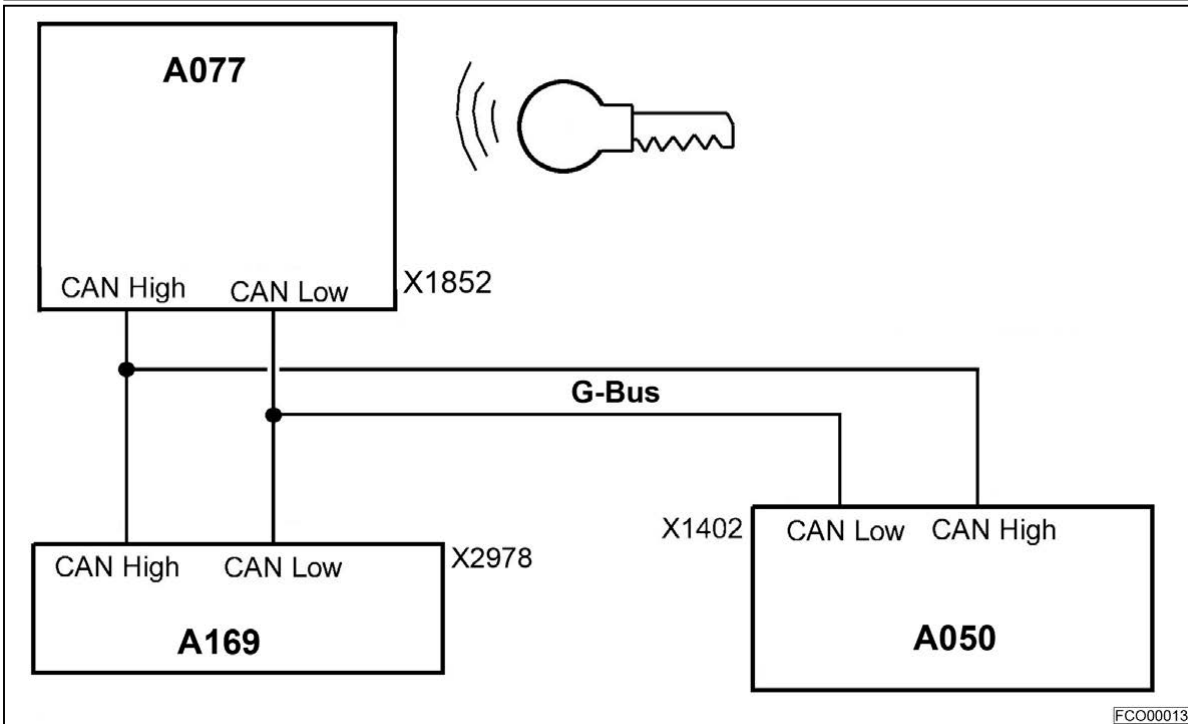 A077
CAN High CAN Low X1852
G-Bus
CAN High CAN Low X2978
A169
X1402 CAN Low CAN High
A050
FCO00013